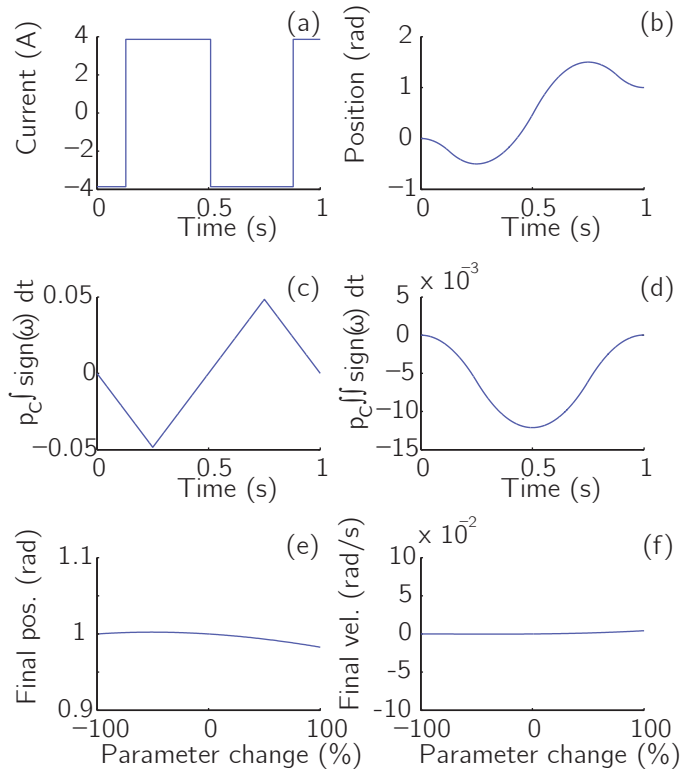 (a)
Current (A)
4
2
0
−2
−4
0
0.5
1
Time (s)
(b)
Position (rad)
2
1
0
−1
0
0.5
1
Time (s)
(c)
p_C∫ sign(ω) dt
0.05
0
−0.05
0
0.5
1
Time (s)
× 10⁻³
(d)
p_C∫∫ sign(ω) dt
5
0
−5
−10
−15
0
0.5
1
Time (s)
(e)
Final pos. (rad)
1.1
1
0.9
−100
0
100
Parameter change (%)
× 10⁻²
(f)
Final vel. (rad/s)
10
5
0
-5
-10
−100
0
100
Parameter change (%)